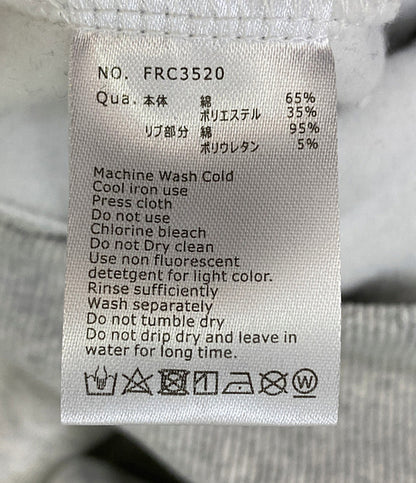 NO. FRC3520
Qua. 本体 綿 65%
ポリエステル 35%
リブ部分 綿 95%
ポリウレタン 5%
Machine Wash Cold
Cool iron use
Press cloth
Do not use
Chlorine bleach
Do not Dry clean
Use non fluorescent
detetgent for light color.
Rinse sufficiently
Wash separately
Do not tumble dry
Do not drip dry and leave in
water for long time.
W